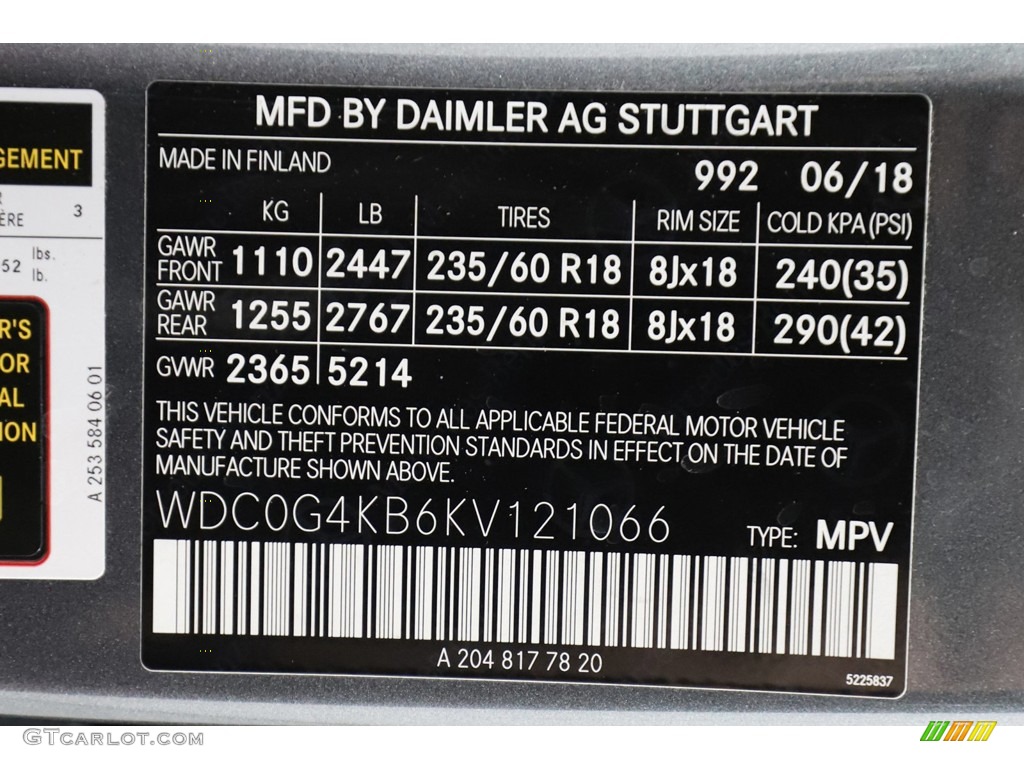 MFD BY DAIMLER AG STUTTGART
MADE IN FINLAND
992 06/18
KG LB TIRES RIM SIZE COLD KPA (PSI)
GAWR FRONT 1110 2447 235/60 R18 8Jx18 240(35)
GAWR REAR 1255 2767 235/60 R18 8Jx18 290(42)
GVWR 2365 5214
THIS VEHICLE CONFORMS TO ALL APPLICABLE FEDERAL MOTOR VEHICLE
SAFETY AND THEFT PREVENTION STANDARDS IN EFFECT ON THE DATE OF
MANUFACTURE SHOWN ABOVE.
WDC0G4KB6KV121066
TYPE: MPV
A 204 817 78 20
5225837
GEMENT
ERE 3
52 lbs.
lb.
R'S
OR
AL
ION
A 253 584 06 01
GTCARLOT.COM